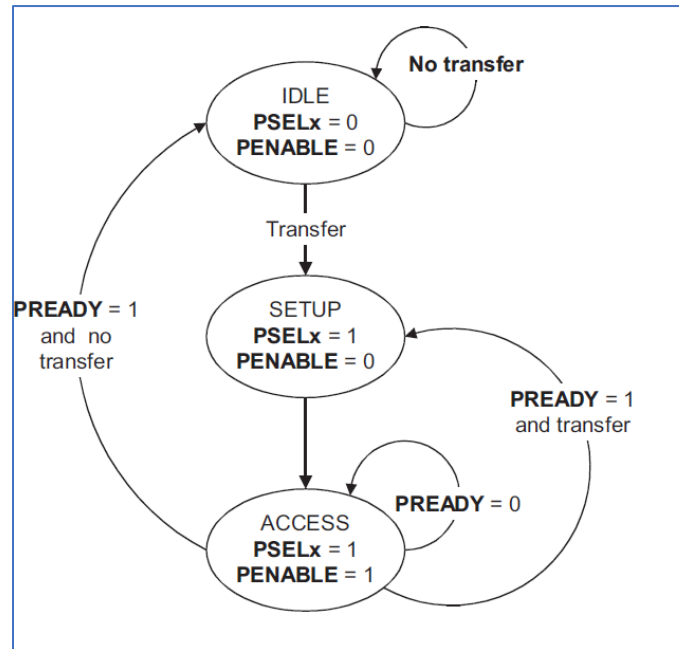 No transfer
IDLE
PSELx = 0
PENABLE = 0
Transfer
PREADY = 1
and no
transfer
SETUP
PSELx = 1
PENABLE = 0
PREADY = 1
and transfer
PREADY = 0
ACCESS
PSELx = 1
PENABLE = 1